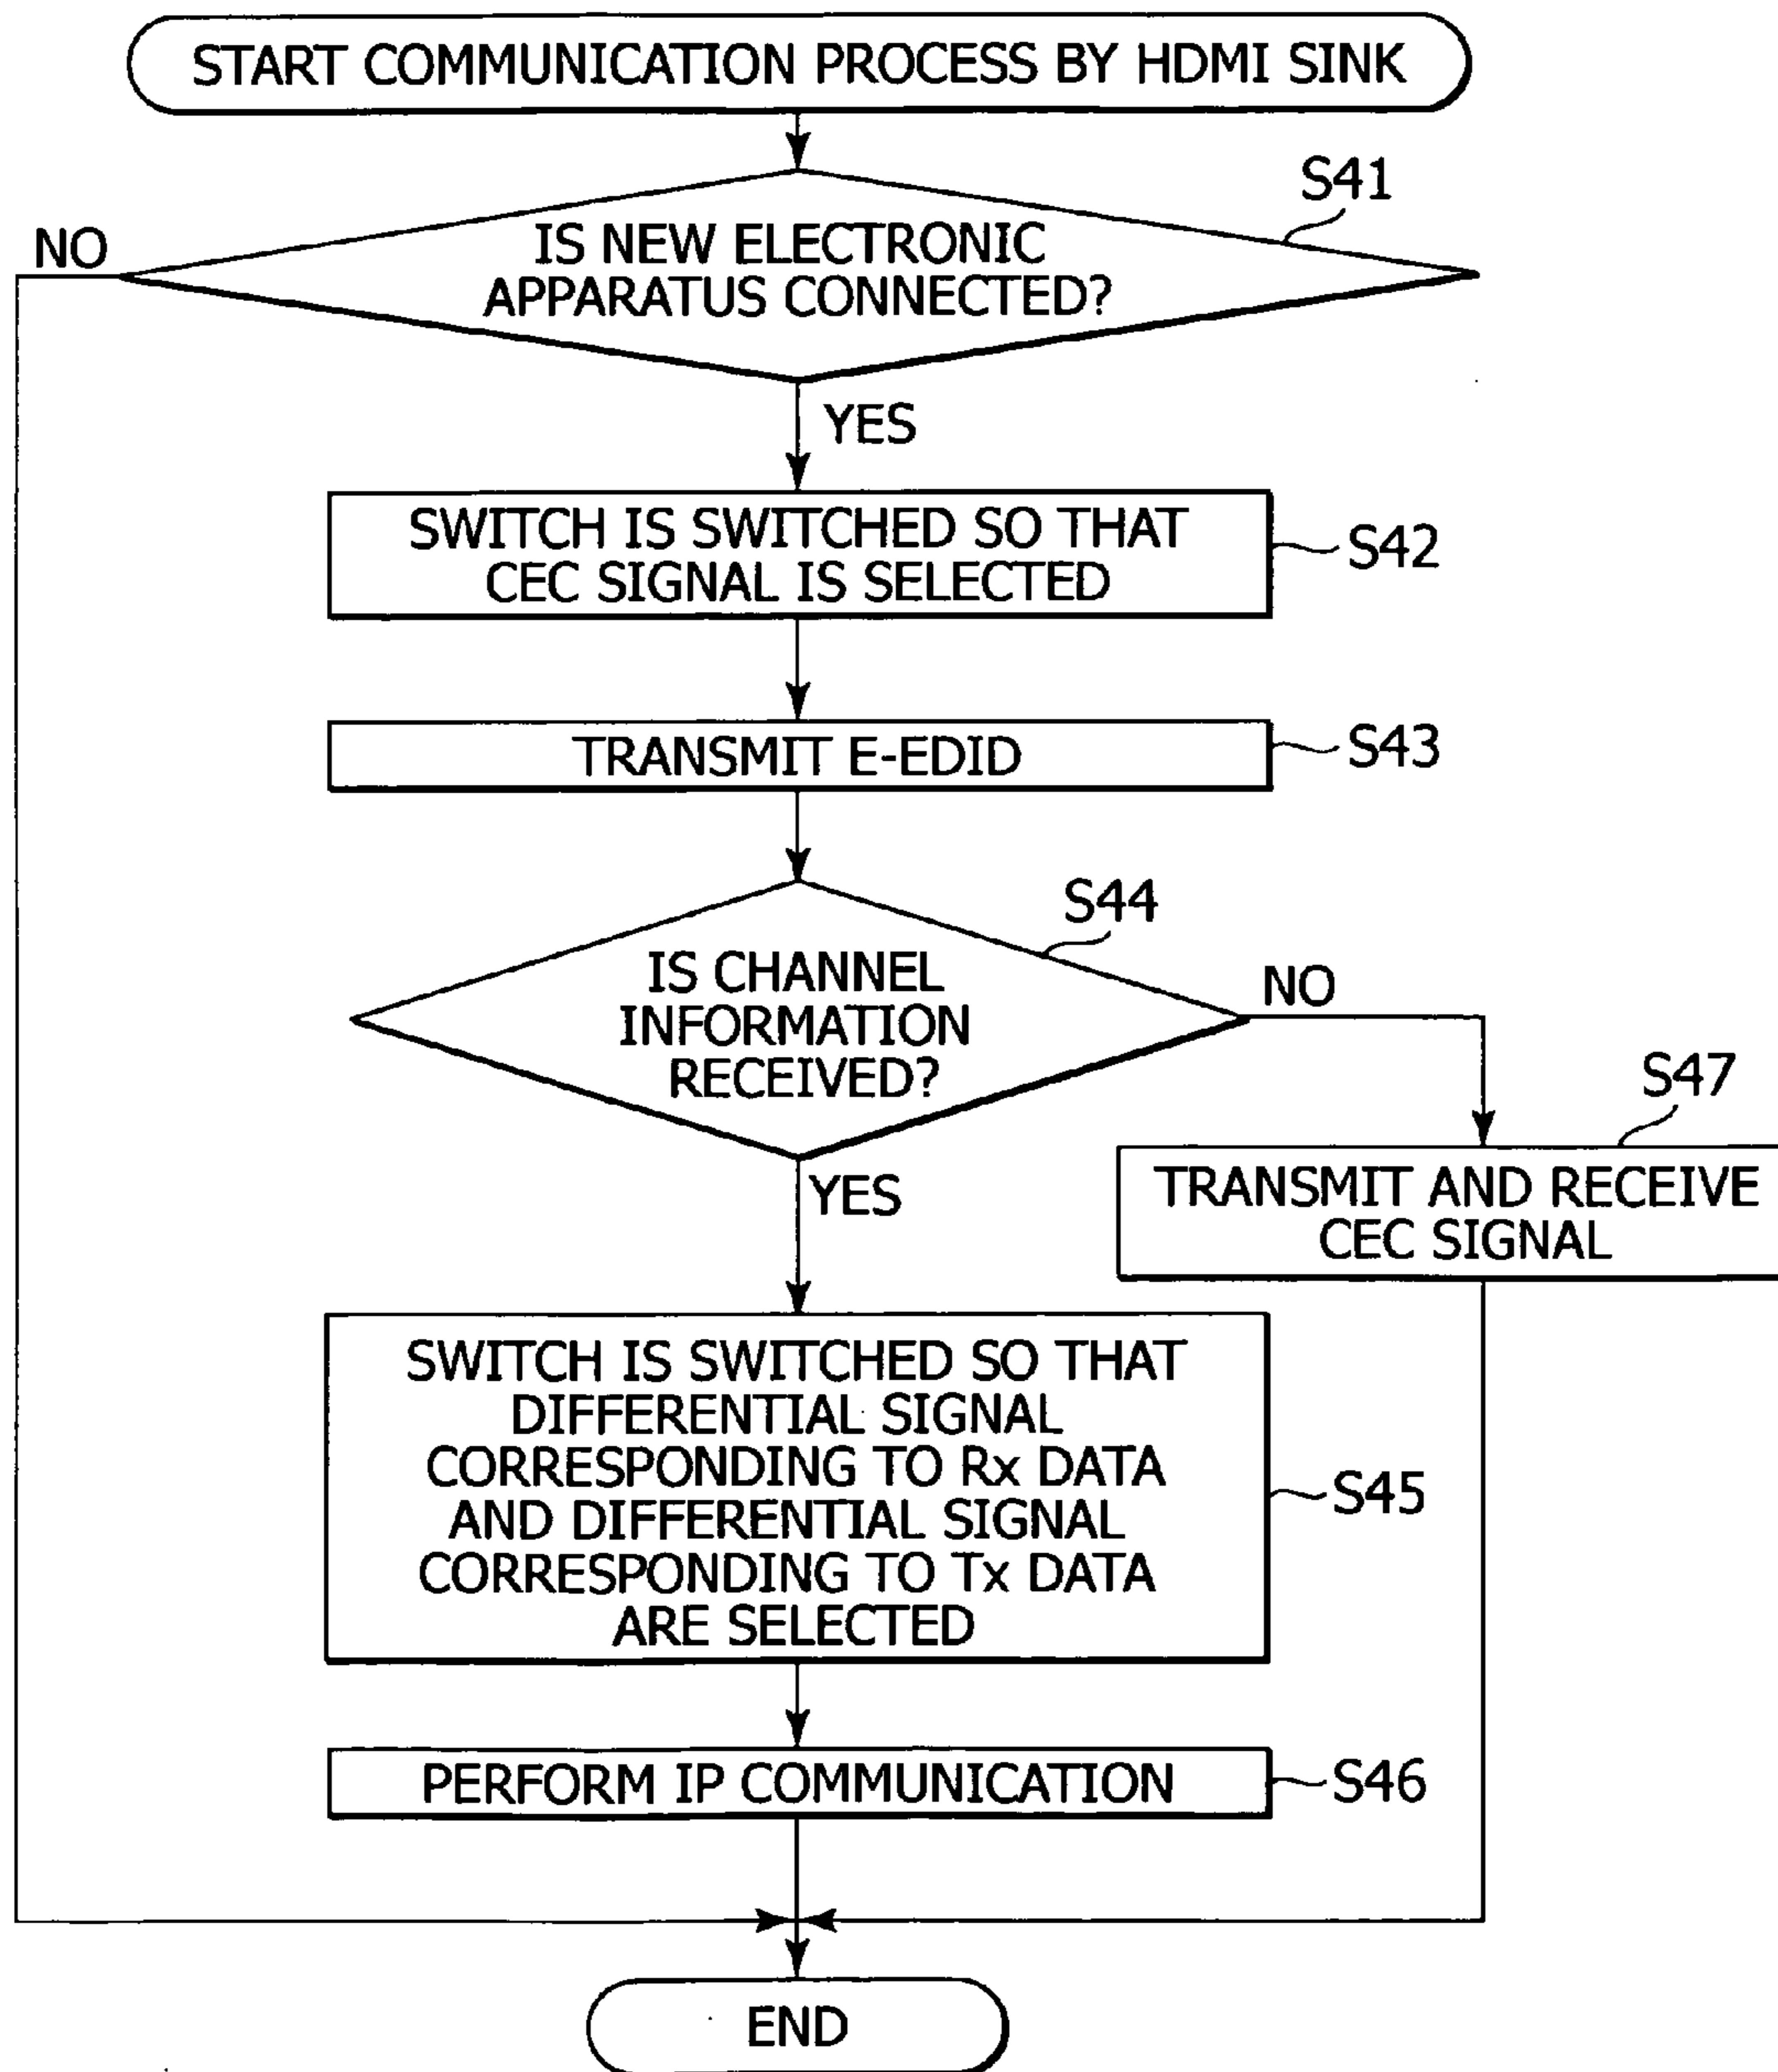 START COMMUNICATION PROCESS BY HDMI SINK
S41
NO
IS NEW ELECTRONIC
APPARATUS CONNECTED?
YES
SWITCH IS SWITCHED SO THAT
CEC SIGNAL IS SELECTED
S42
TRANSMIT E-EDID
S43
S44
IS CHANNEL
INFORMATION
RECEIVED?
NO
S47
TRANSMIT AND RECEIVE
CEC SIGNAL
YES
SWITCH IS SWITCHED SO THAT
DIFFERENTIAL SIGNAL
CORRESPONDING TO Rx DATA
AND DIFFERENTIAL SIGNAL
CORRESPONDING TO Tx DATA
ARE SELECTED
S45
PERFORM IP COMMUNICATION
S46
END